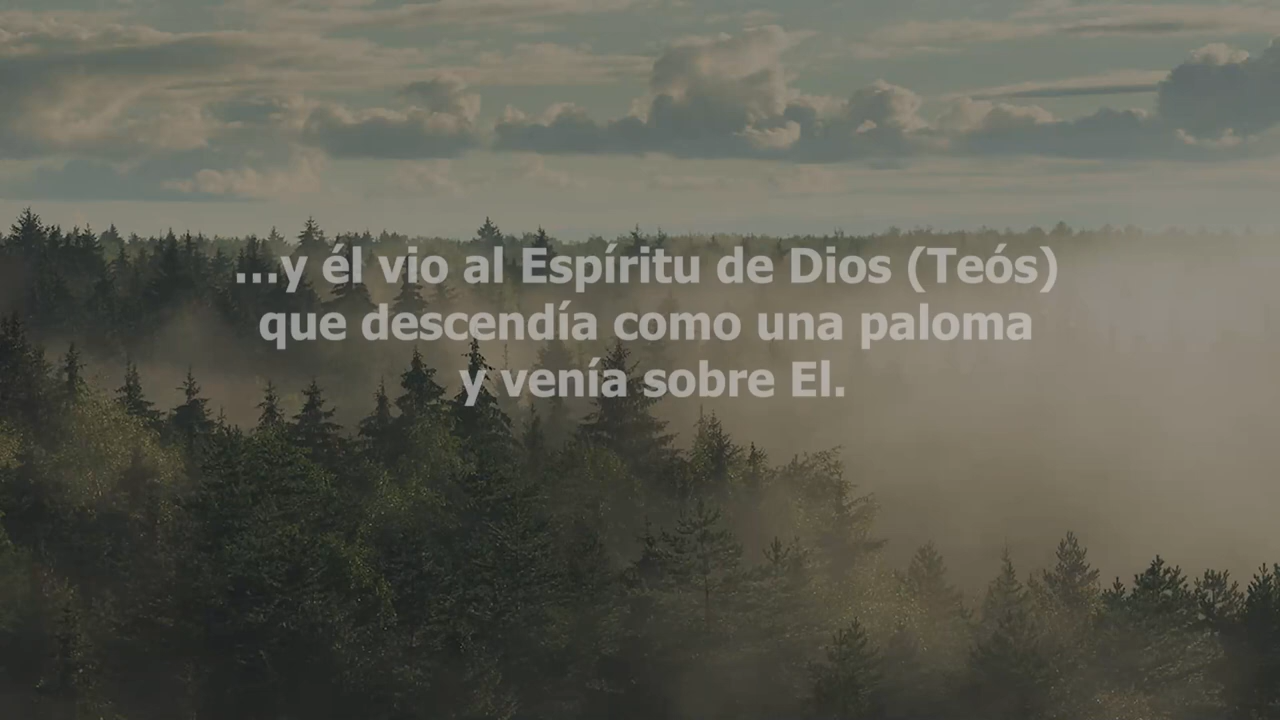 ...y él vio al Espíritu de Dios (Teós)
que descendía como una paloma
y venía sobre El.